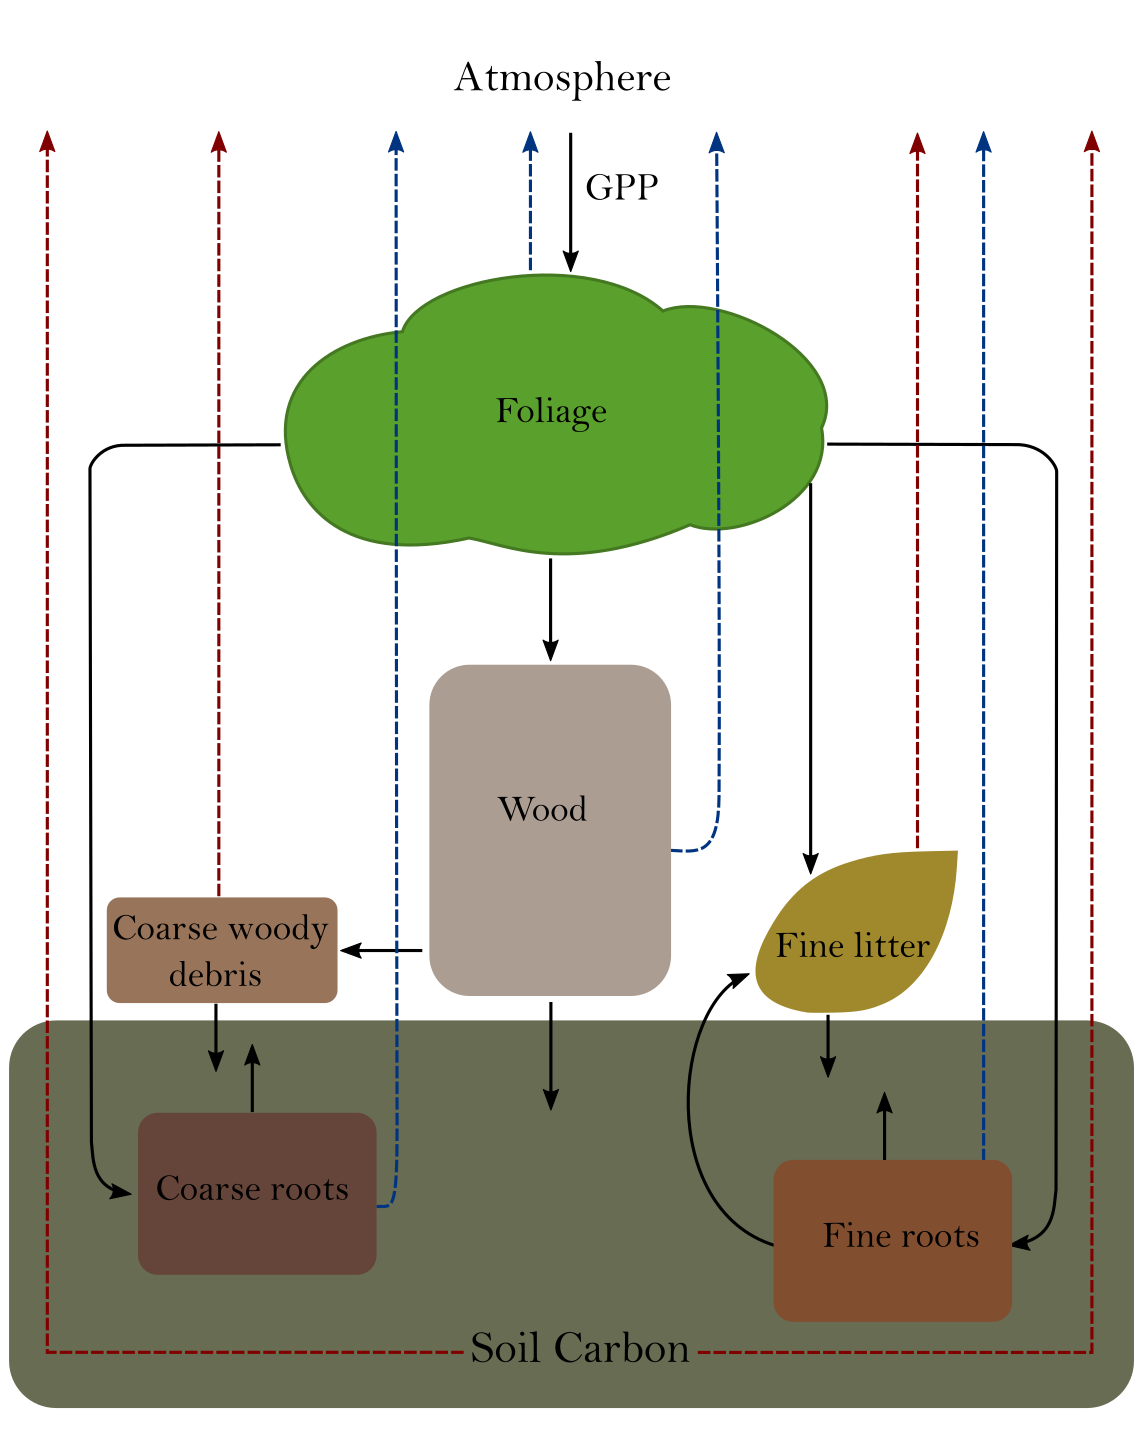 Atmosphere
GPP
Foliage
Wood
Coarse woody
debris
Fine litter
Coarse roots
Fine roots
Soil Carbon